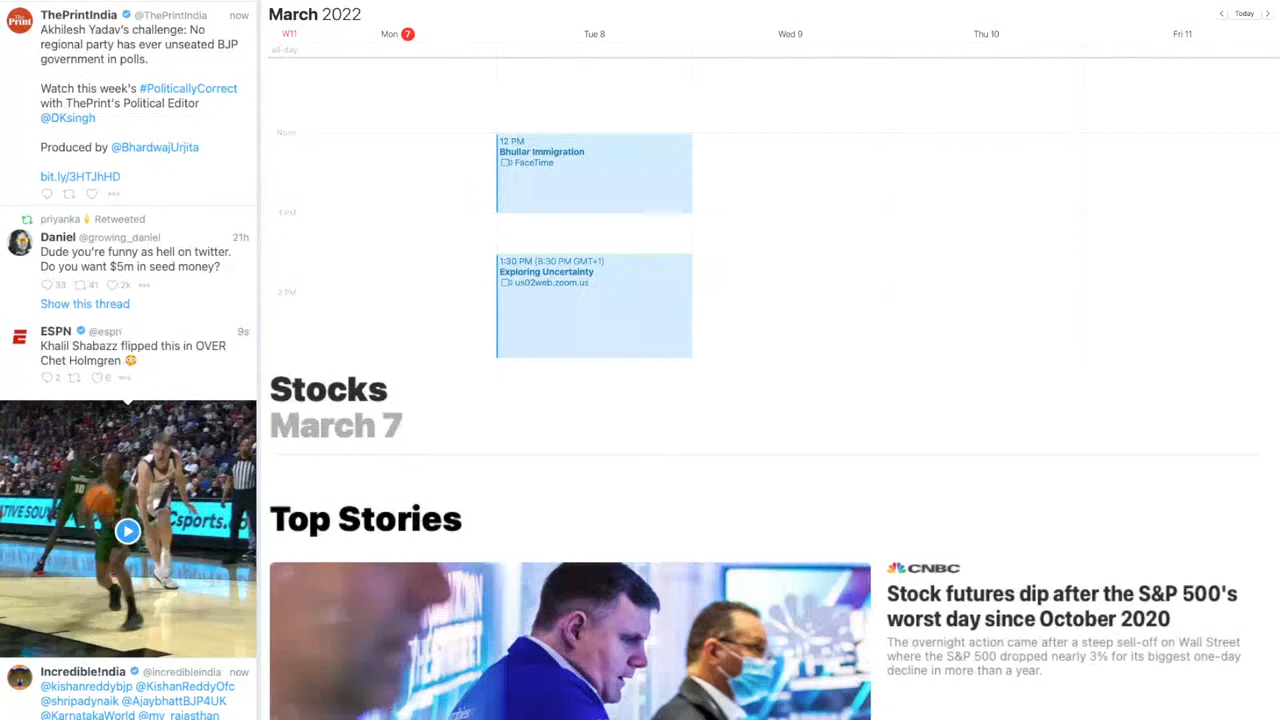 ThePrintIndia @ThePrintIndia now
Akhilesh Yadav's challenge: No
regional party has ever unseated BJP
government in polls.
Watch this week's #PoliticallyCorrect
with ThePrint's Political Editor
@DKsingh
Produced by @BhardwajUrjita
bit.ly/3HTJhHD
priyanka Retweeted
Daniel @growing_daniel 21h
Dude you're funny as hell on twitter.
Do you want $5m in seed money?
33 41 2k
Show this thread
ESPN @espn 9s
Khalil Shabazz flipped this in OVER
Chet Holmgren 😳
2 6
10
Csports.co
Incredible!ndia @incredibleindia now
@kishanreddybjp @KishanReddyOfc
@shripadynaik @AjaybhattBJP4UK
@KarnatakaWorld @my_rajasthan
March 2022
< Today >
W11 Mon 7 Tue 8 Wed 9 Thu 10 Fri 11
all-day
Noon
12 PM
Bhullar Immigration
FaceTime
1 PM
1:30 PM (8:30 PM GMT+1)
Exploring Uncertainty
us02web.zoom.us
2 PM
Stocks
March 7
Top Stories
CNBC
Stock futures dip after the S&P 500's
worst day since October 2020
The overnight action came after a steep sell-off on Wall Street
where the S&P 500 dropped nearly 3% for its biggest one-day
decline in more than a year.